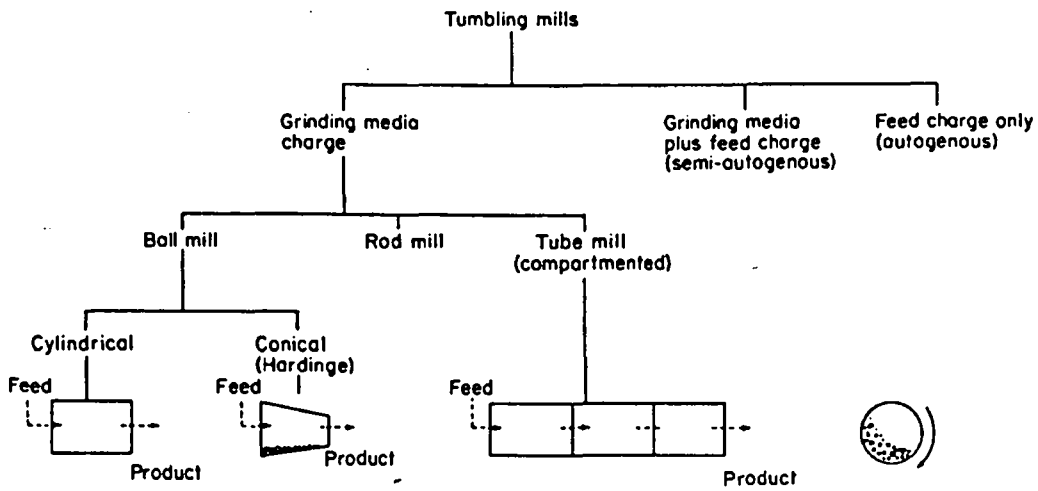 Tumbling mills
Grinding media
charge
Grinding media
plus feed charge
(semi-autogenous)
Feed charge only
(autogenous)
Ball mill
Rod mill
Tube mill
(compartmented)
Cylindrical
Conical
(Hardinge)
Feed
Feed
Feed
Product
Product
Product